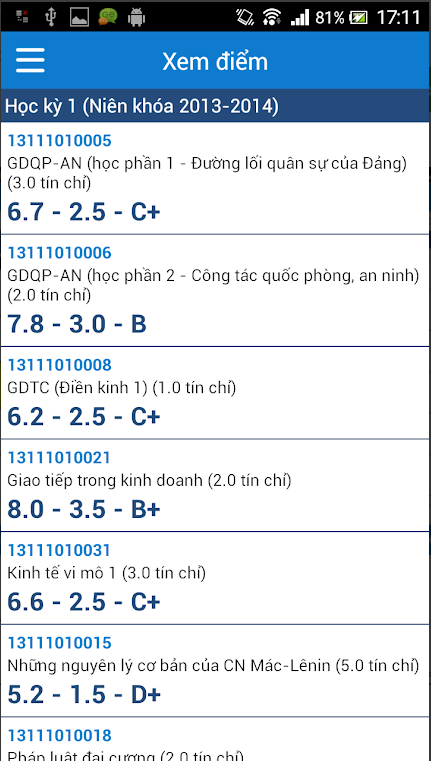 81% 17:11
Xem điểm
Học kỳ 1 (Niên khóa 2013-2014)
13111010005
GDQP-AN (học phần 1 - Đường lối quân sự của Đảng)
(3.0 tín chỉ)
6.7 - 2.5 - C+
13111010006
GDQP-AN (học phần 2 - Công tác quốc phòng, an ninh)
(2.0 tín chỉ)
7.8 - 3.0 - B
13111010008
GDTC (Điền kinh 1) (1.0 tín chỉ)
6.2 - 2.5 - C+
13111010021
Giao tiếp trong kinh doanh (2.0 tín chỉ)
8.0 - 3.5 - B+
13111010031
Kinh tế vi mô 1 (3.0 tín chỉ)
6.6 - 2.5 - C+
13111010015
Những nguyên lý cơ bản của CN Mác-Lênin (5.0 tín chỉ)
5.2 - 1.5 - D+
13111010018
Pháp luật đại cương (2.0 tín chỉ)